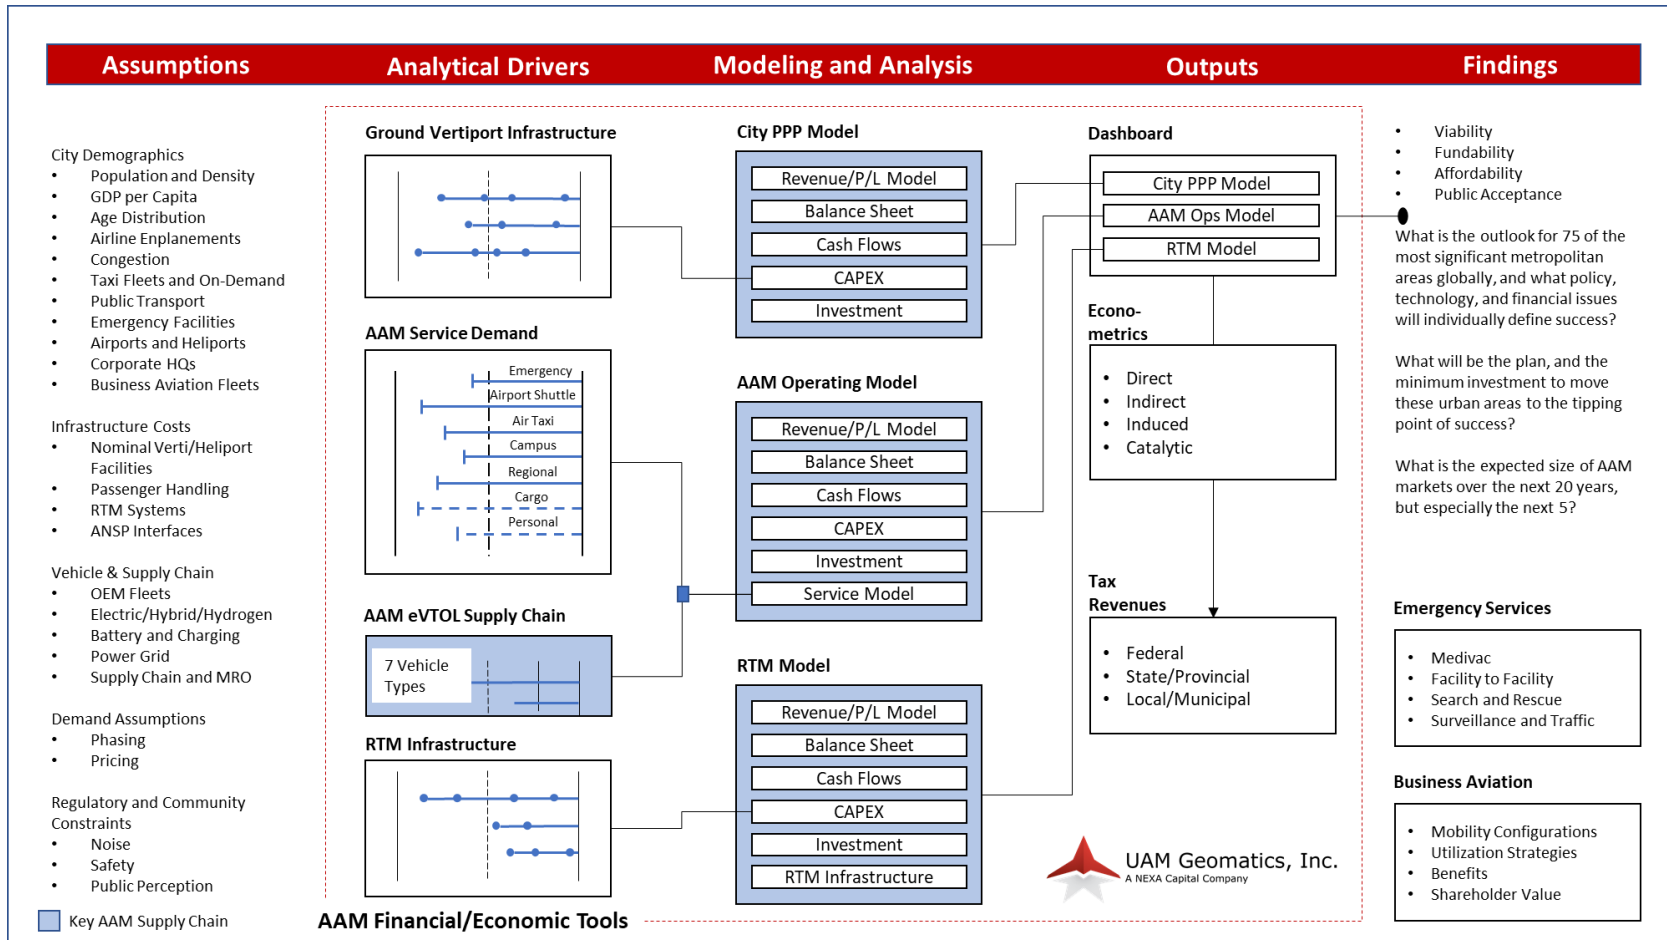 Assumptions
Analytical Drivers
Modeling and Analysis
Outputs
Findings
City Demographics
• Population and Density
• GDP per Capita
• Age Distribution
• Airline Enplanements
• Congestion
• Taxi Fleets and On-Demand
• Public Transport
• Emergency Facilities
• Airports and Heliports
• Corporate HQs
• Business Aviation Fleets
Infrastructure Costs
• Nominal Verti/Heliport
Facilities
• Passenger Handling
• RTM Systems
• ANSP Interfaces
Vehicle & Supply Chain
• OEM Fleets
• Electric/Hybrid/Hydrogen
• Battery and Charging
• Power Grid
• Supply Chain and MRO
Demand Assumptions
• Phasing
• Pricing
Regulatory and Community
Constraints
• Noise
• Safety
• Public Perception
Key AAM Supply Chain
Ground Vertiport Infrastructure
AAM Service Demand
Emergency
Airport Shuttle
Air Taxi
Campus
Regional
Cargo
Personal
AAM eVTOL Supply Chain
7 Vehicle
Types
RTM Infrastructure
AAM Financial/Economic Tools
City PPP Model
Revenue/P/L Model
Balance Sheet
Cash Flows
CAPEX
Investment
AAM Operating Model
Revenue/P/L Model
Balance Sheet
Cash Flows
CAPEX
Investment
Service Model
RTM Model
Revenue/P/L Model
Balance Sheet
Cash Flows
CAPEX
Investment
RTM Infrastructure
Dashboard
City PPP Model
AAM Ops Model
RTM Model
Econo-
metrics
• Direct
• Indirect
• Induced
• Catalytic
Tax
Revenues
• Federal
• State/Provincial
• Local/Municipal
UAM Geomatics, Inc.
A NEXA Capital Company
• Viability
• Fundability
• Affordability
• Public Acceptance
What is the outlook for 75 of the
most significant metropolitan
areas globally, and what policy,
technology, and financial issues
will individually define success?
What will be the plan, and the
minimum investment to move
these urban areas to the tipping
point of success?
What is the expected size of AAM
markets over the next 20 years,
but especially the next 5?
Emergency Services
• Medivac
• Facility to Facility
• Search and Rescue
• Surveillance and Traffic
Business Aviation
• Mobility Configurations
• Utilization Strategies
• Benefits
• Shareholder Value